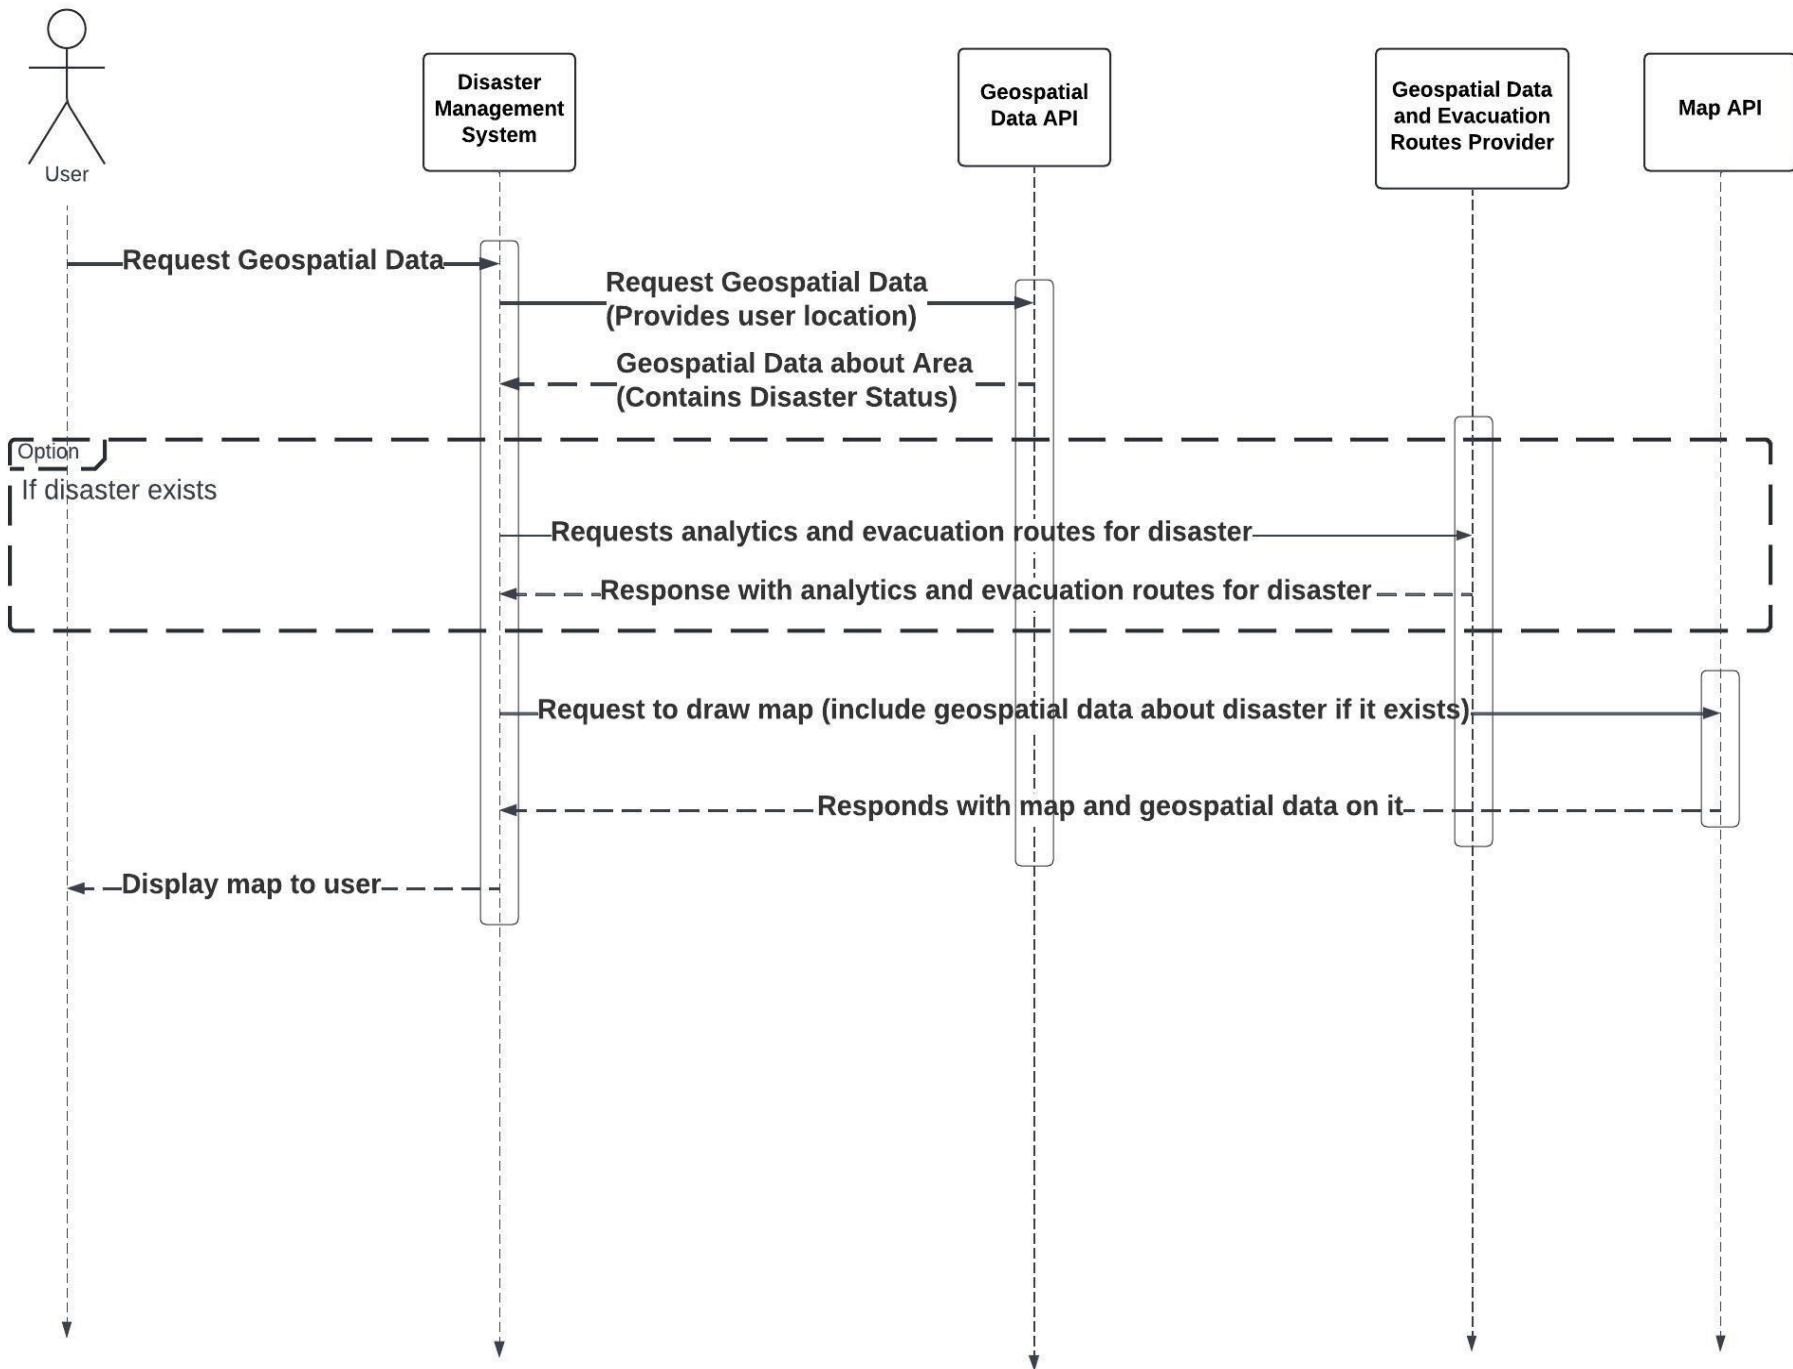 User
Disaster
Management
System
Geospatial
Data API
Geospatial Data
and Evacuation
Routes Provider
Map API
Request Geospatial Data
Request Geospatial Data
(Provides user location)
Geospatial Data about Area
(Contains Disaster Status)
Option
If disaster exists
Requests analytics and evacuation routes for disaster
Response with analytics and evacuation routes for disaster
Request to draw map (include geospatial data about disaster if it exists)
Responds with map and geospatial data on it
Display map to user